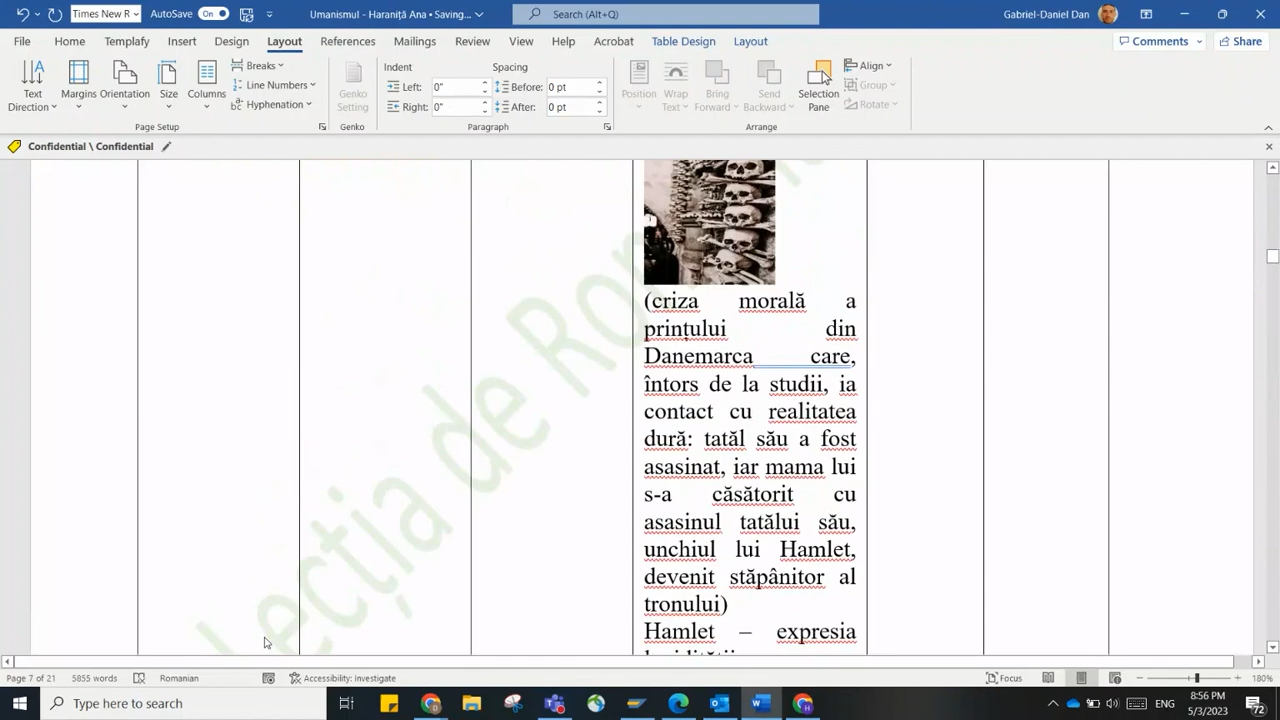 Times New R AutoSave On Umanismul - Haraniță Ana • Saving... Search (Alt+Q) Gabriel-Daniel Dan
File Home Templafy Insert Design Layout References Mailings Review View Help Acrobat Table Design Layout Comments Share
Text Direction Margins Orientation Size Columns Breaks Line Numbers Hyphenation
Page Setup
Genko Setting
Genko
Indent Spacing
Left: 0" Before: 0 pt
Right: 0" After: 0 pt
Paragraph
Position Wrap Text Bring Forward Send Backward Selection Pane Align Group Rotate
Arrange
Confidential \ Confidential
(criza morală a
prințului din
Danemarca care,
întors de la studii, ia
contact cu realitatea
dură: tatăl său a fost
asasinat, iar mama lui
s-a căsătorit cu
asasinul tatălui său,
unchiul lui Hamlet,
devenit stăpânitor al
tronului)
Hamlet – expresia
Page 7 of 21 5855 words Romanian Accessibility: Investigate Focus 180%
Type here to search ENG 8:56 PM
5/3/2023 72